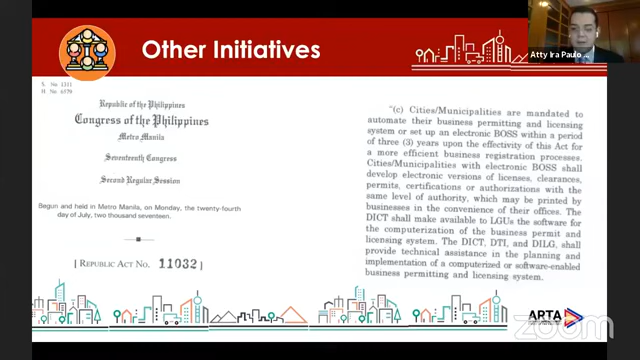 Other Initiatives
Atty Ira Paulo
S. No 1311
H. No 6579
Republic of the Philippines
Congress of the Philippines
Metro Manila
Seventeenth Congress
Second Regular Session
Begun and held in Metro Manila, on Monday, the twenty-fourth
day of July, two thousand seventeen.
[ REPUBLIC ACT NO. 11032 ]
"(c) Cities/Municipalities are mandated to
automate their business permitting and licensing
system or set up an electronic BOSS within a period
of three (3) years upon the effectivity of this Act for
a more efficient business registration processes.
Cities/Municipalities with electronic BOSS shall
develop electronic versions of licenses, clearances,
permits, certifications or authorizations with the
same level of authority, which may be printed by
businesses in the convenience of their offices. The
DICT shall make available to LGUs the software for
the computerization of the business permit and
licensing system. The DICT, DTI, and DILG, shall
provide technical assistance in the planning and
implementation of a computerized or software-enabled
business permitting and licensing system.
ARTA
zoom